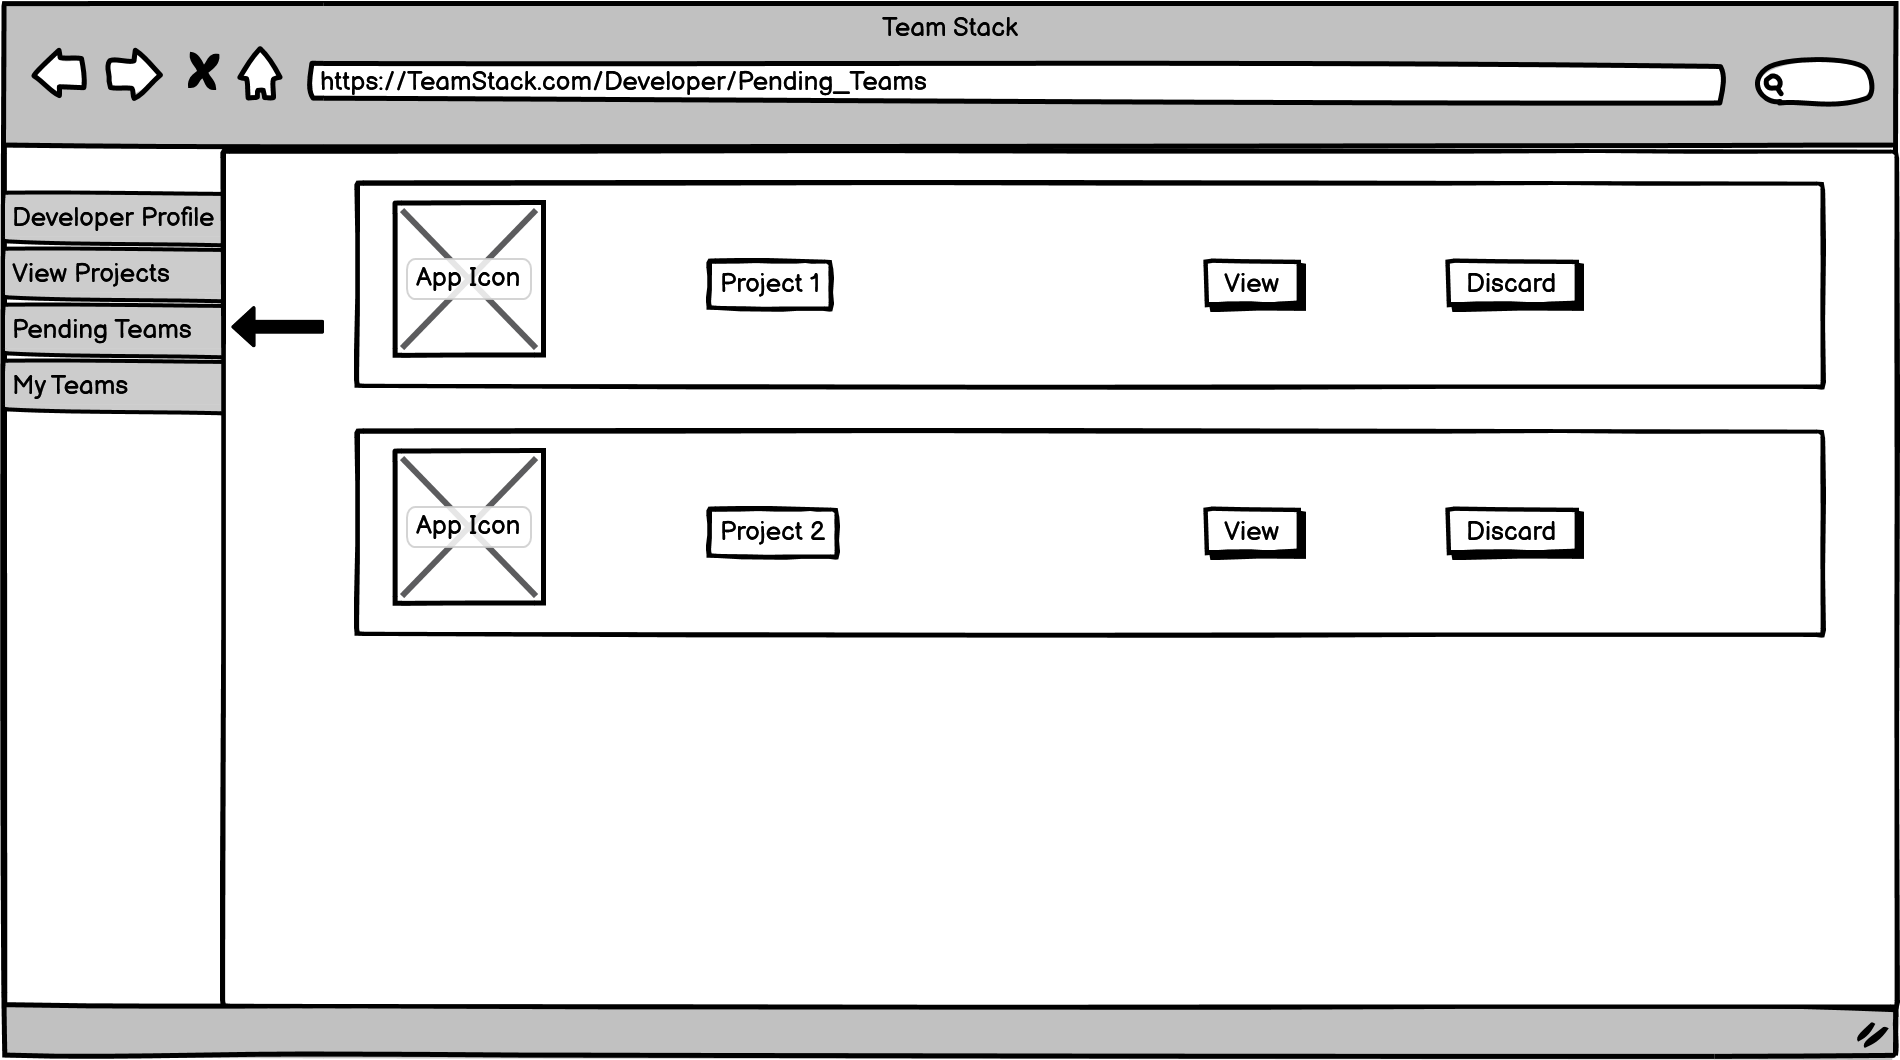 Team Stack
https://TeamStack.com/Developer/Pending_Teams
Developer Profile
View Projects
Pending Teams
My Teams
App Icon
Project 1
View
Discard
App Icon
Project 2
View
Discard